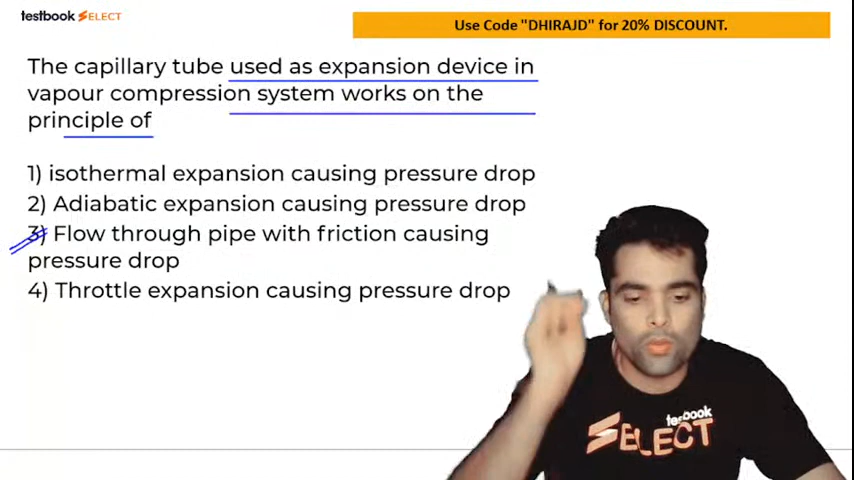 testbook SELECT
Use Code "DHIRAJD" for 20% DISCOUNT.
The capillary tube used as expansion device in
vapour compression system works on the
principle of
1) isothermal expansion causing pressure drop
2) Adiabatic expansion causing pressure drop
3) Flow through pipe with friction causing
pressure drop
4) Throttle expansion causing pressure drop
testbook
SELECT